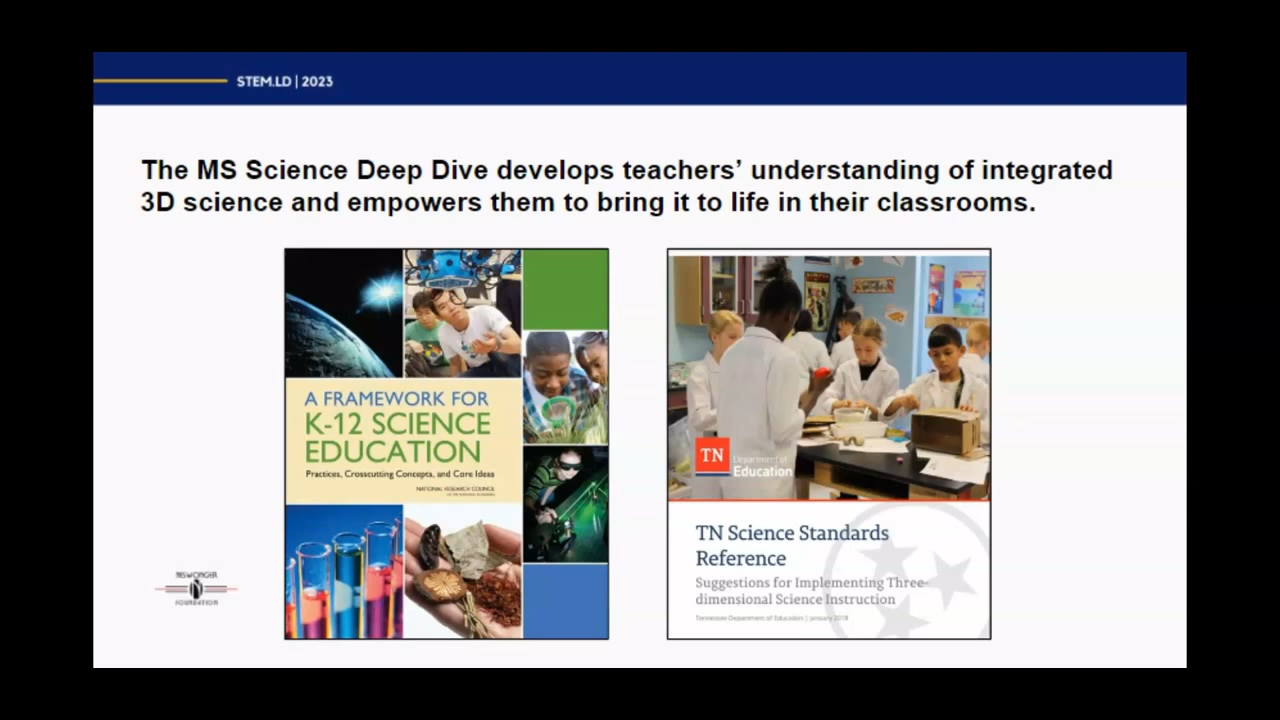 STEM.LD | 2023
The MS Science Deep Dive develops teachers’ understanding of integrated
3D science and empowers them to bring it to life in their classrooms.
A FRAMEWORK FOR
K-12 SCIENCE
EDUCATION
Practices, Crosscutting Concepts, and Core Ideas
NATIONAL RESEARCH COUNCIL
TN
Department of
Education
TN Science Standards
Reference
Suggestions for Implementing Three-
dimensional Science Instruction
Tennessee Department of Education | January 2018
NISWONGER
N
FOUNDATION